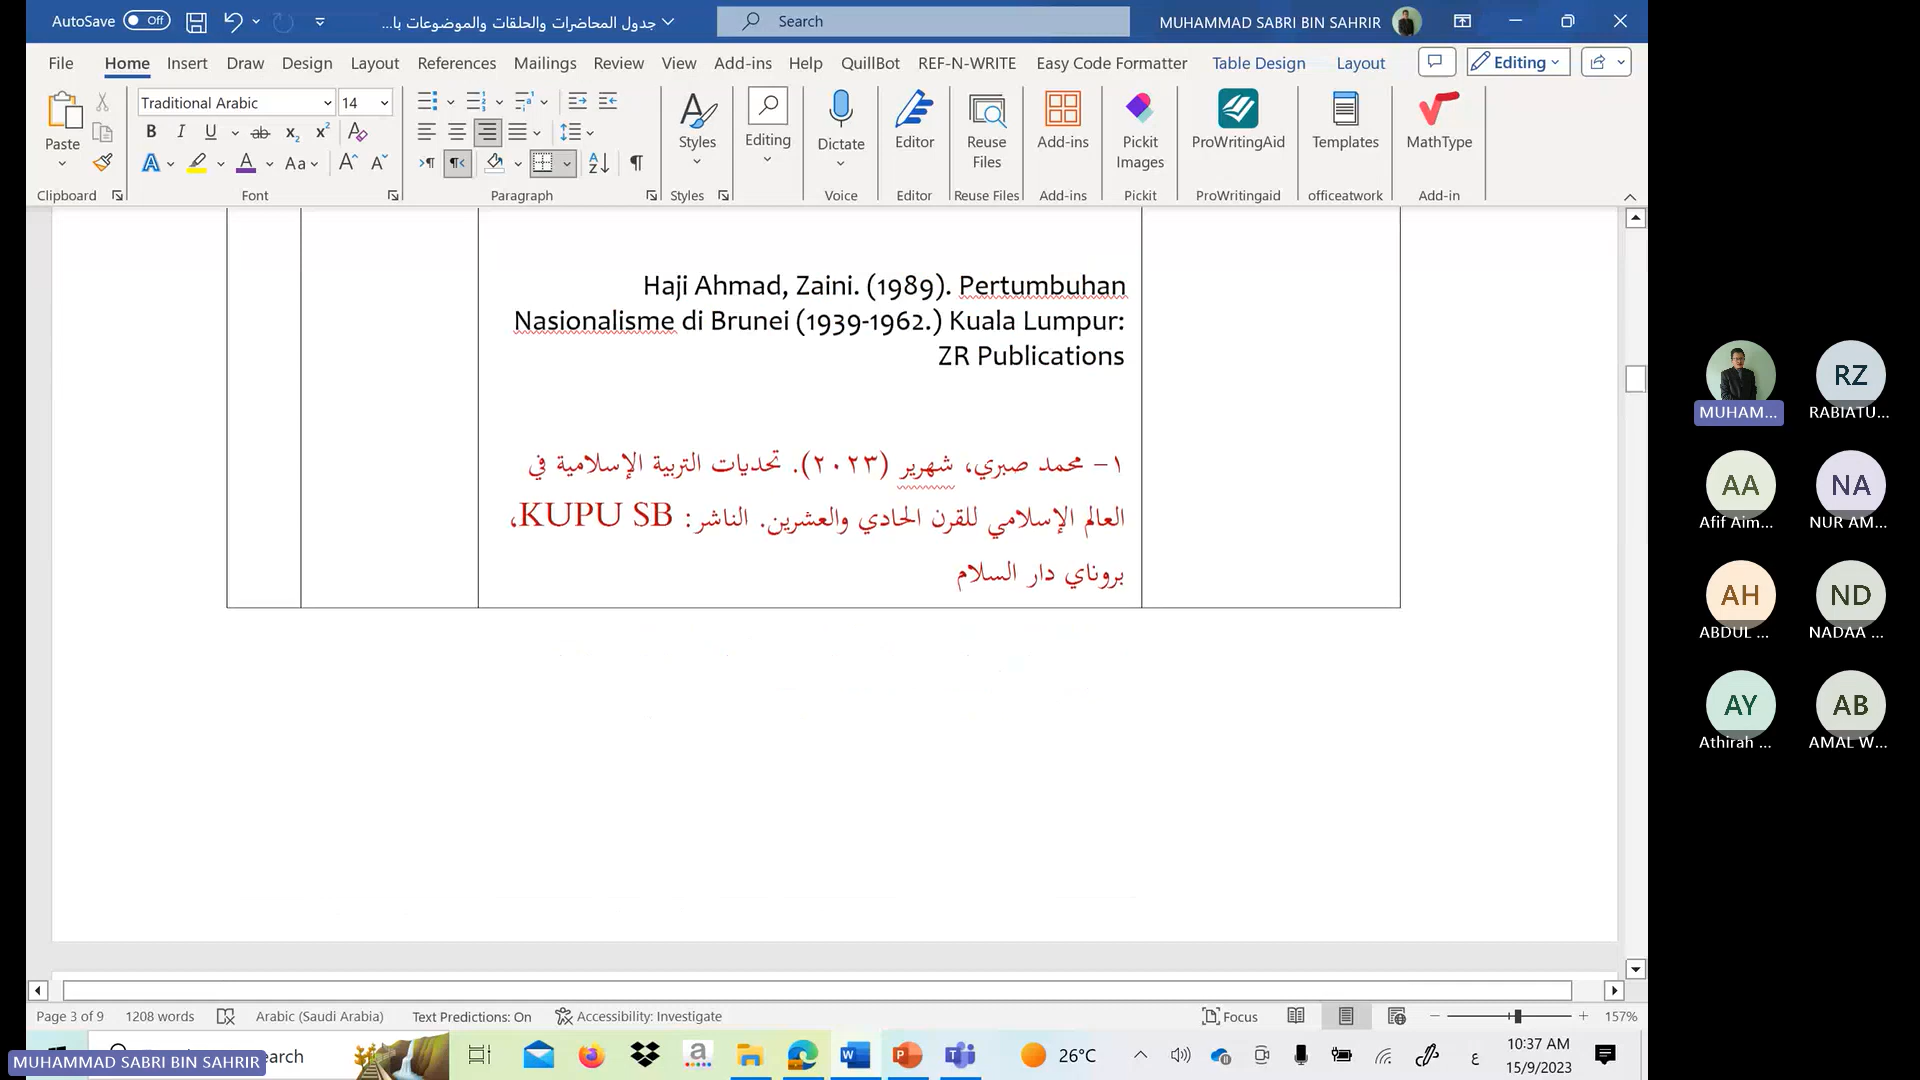 AutoSave Off
جدول المحاضرات والحلقات والموضوعات با...
Search
MUHAMMAD SABRI BIN SAHRIR
File Home Insert Draw Design Layout References Mailings Review View Add-ins Help QuillBot REF-N-WRITE Easy Code Formatter Table Design Layout Editing
Paste
Traditional Arabic 14
Styles
Editing
Dictate
Editor
Reuse Files
Add-ins
Pickit Images
ProWritingAid
Templates
MathType
Clipboard Font Paragraph Styles Voice Editor Reuse Files Add-ins Pickit ProWritingaid officeatwork Add-in
Haji Ahmad, Zaini. (1989). Pertumbuhan
Nasionalisme di Brunei (1939-1962.) Kuala Lumpur:
ZR Publications
١- محمد صبري، شهرير (٢٠٢٣). تحديات التربية الإسلامية في
العالم الإسلامي للقرن الحادي والعشرين. الناشر: KUPU SB،
بروناي دار السلام
MUHAM...
RZ
RABIATU...
AA
Afif Aim...
NA
NUR AM...
AH
ABDUL ...
ND
NADAA ...
AY
Athirah ...
AB
AMAL W...
Page 3 of 9 1208 words Arabic (Saudi Arabia) Text Predictions: On Accessibility: Investigate Focus 157%
earch
26°C
10:37 AM
15/9/2023
MUHAMMAD SABRI BIN SAHRIR